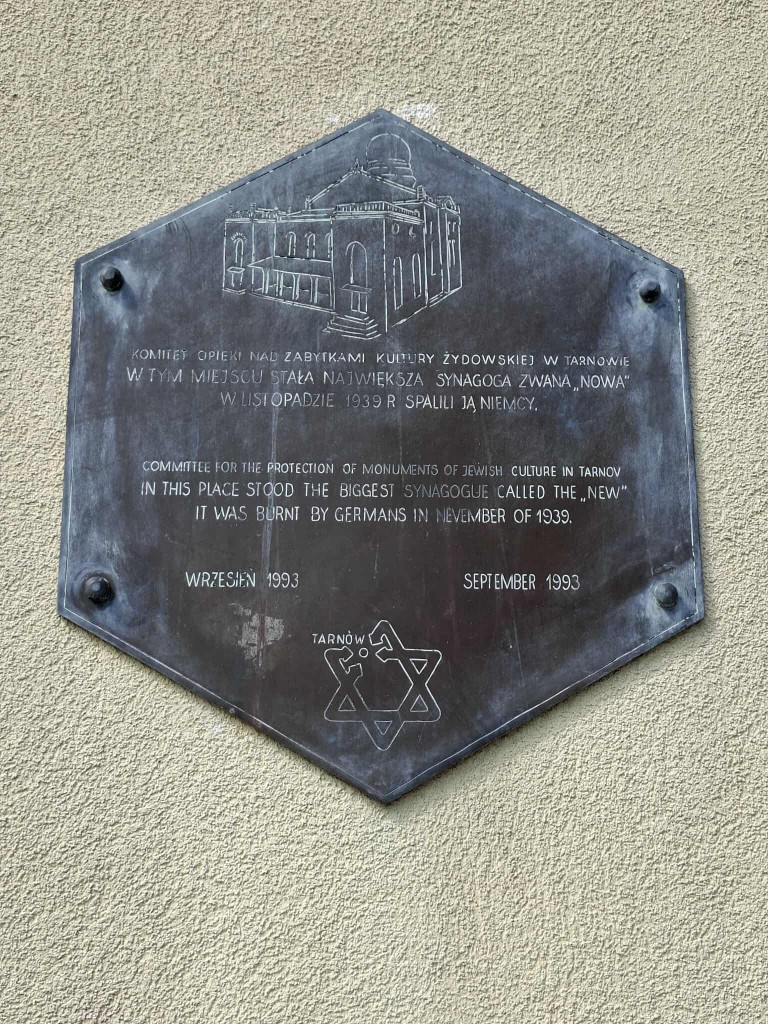 KOMITET OPIEKI NAD ZABYTKAMI KULTURY ŻYDOWSKIEJ W TARNOWIE
W TYM MIEJSCU STAŁA NAJWIĘKSZA SYNAGOGA ZWANA „NOWA"
W LISTOPADZIE 1939 R SPALILI JĄ NIEMCY.
COMMITTEE FOR THE PROTECTION OF MONUMENTS OF JEWISH CULTURE IN TARNOV
IN THIS PLACE STOOD THE BIGGEST SYNAGOGUE CALLED THE „NEW"
IT WAS BURNT BY GERMANS IN NEVEMBER OF 1939.
WRZESIEŃ 1993 SEPTEMBER 1993
TARNÓW